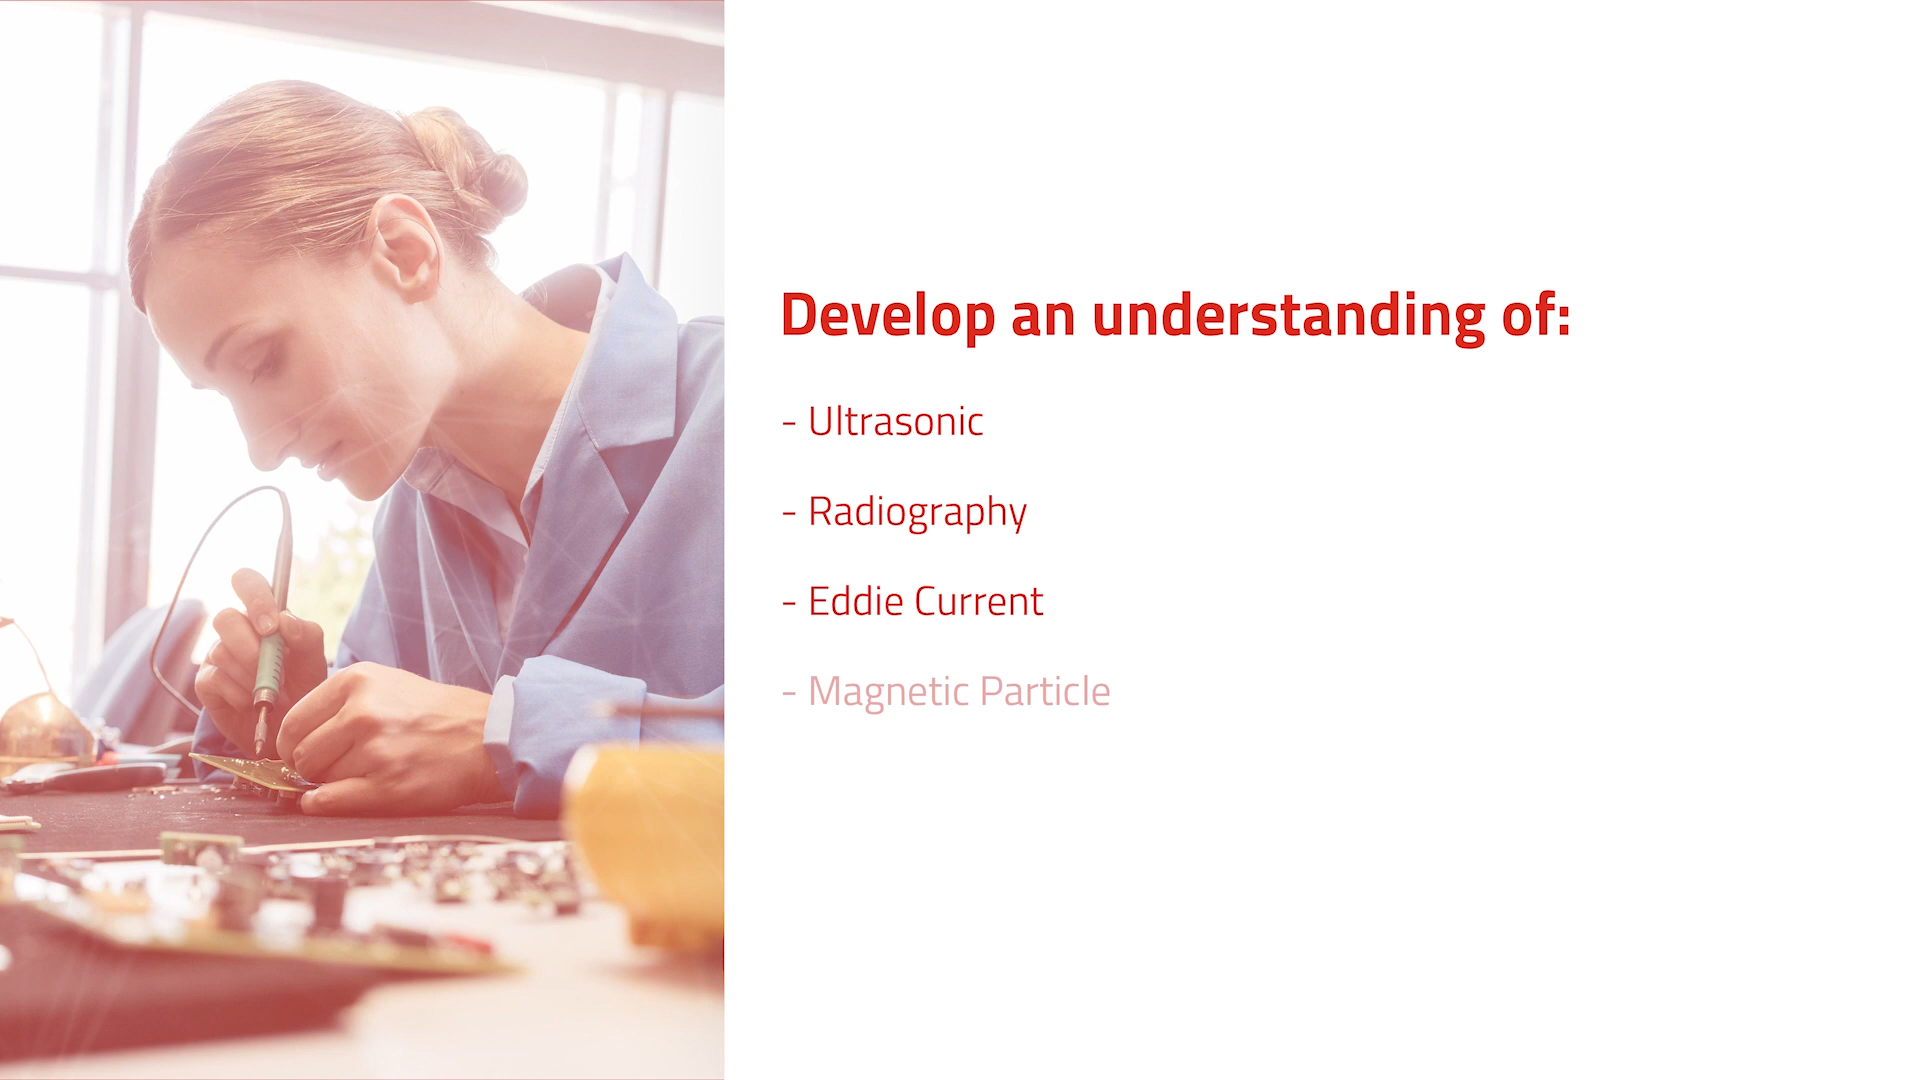 Develop an understanding of:
- Ultrasonic
- Radiography
- Eddie Current
- Magnetic Particle